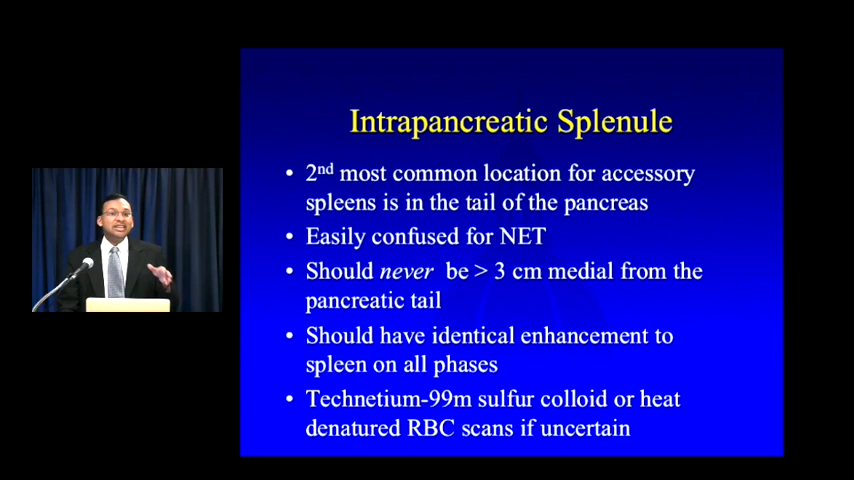 Intrapancreatic Splenule
• 2nd most common location for accessory
spleens is in the tail of the pancreas
• Easily confused for NET
• Should never be > 3 cm medial from the
pancreatic tail
• Should have identical enhancement to
spleen on all phases
• Technetium-99m sulfur colloid or heat
denatured RBC scans if uncertain